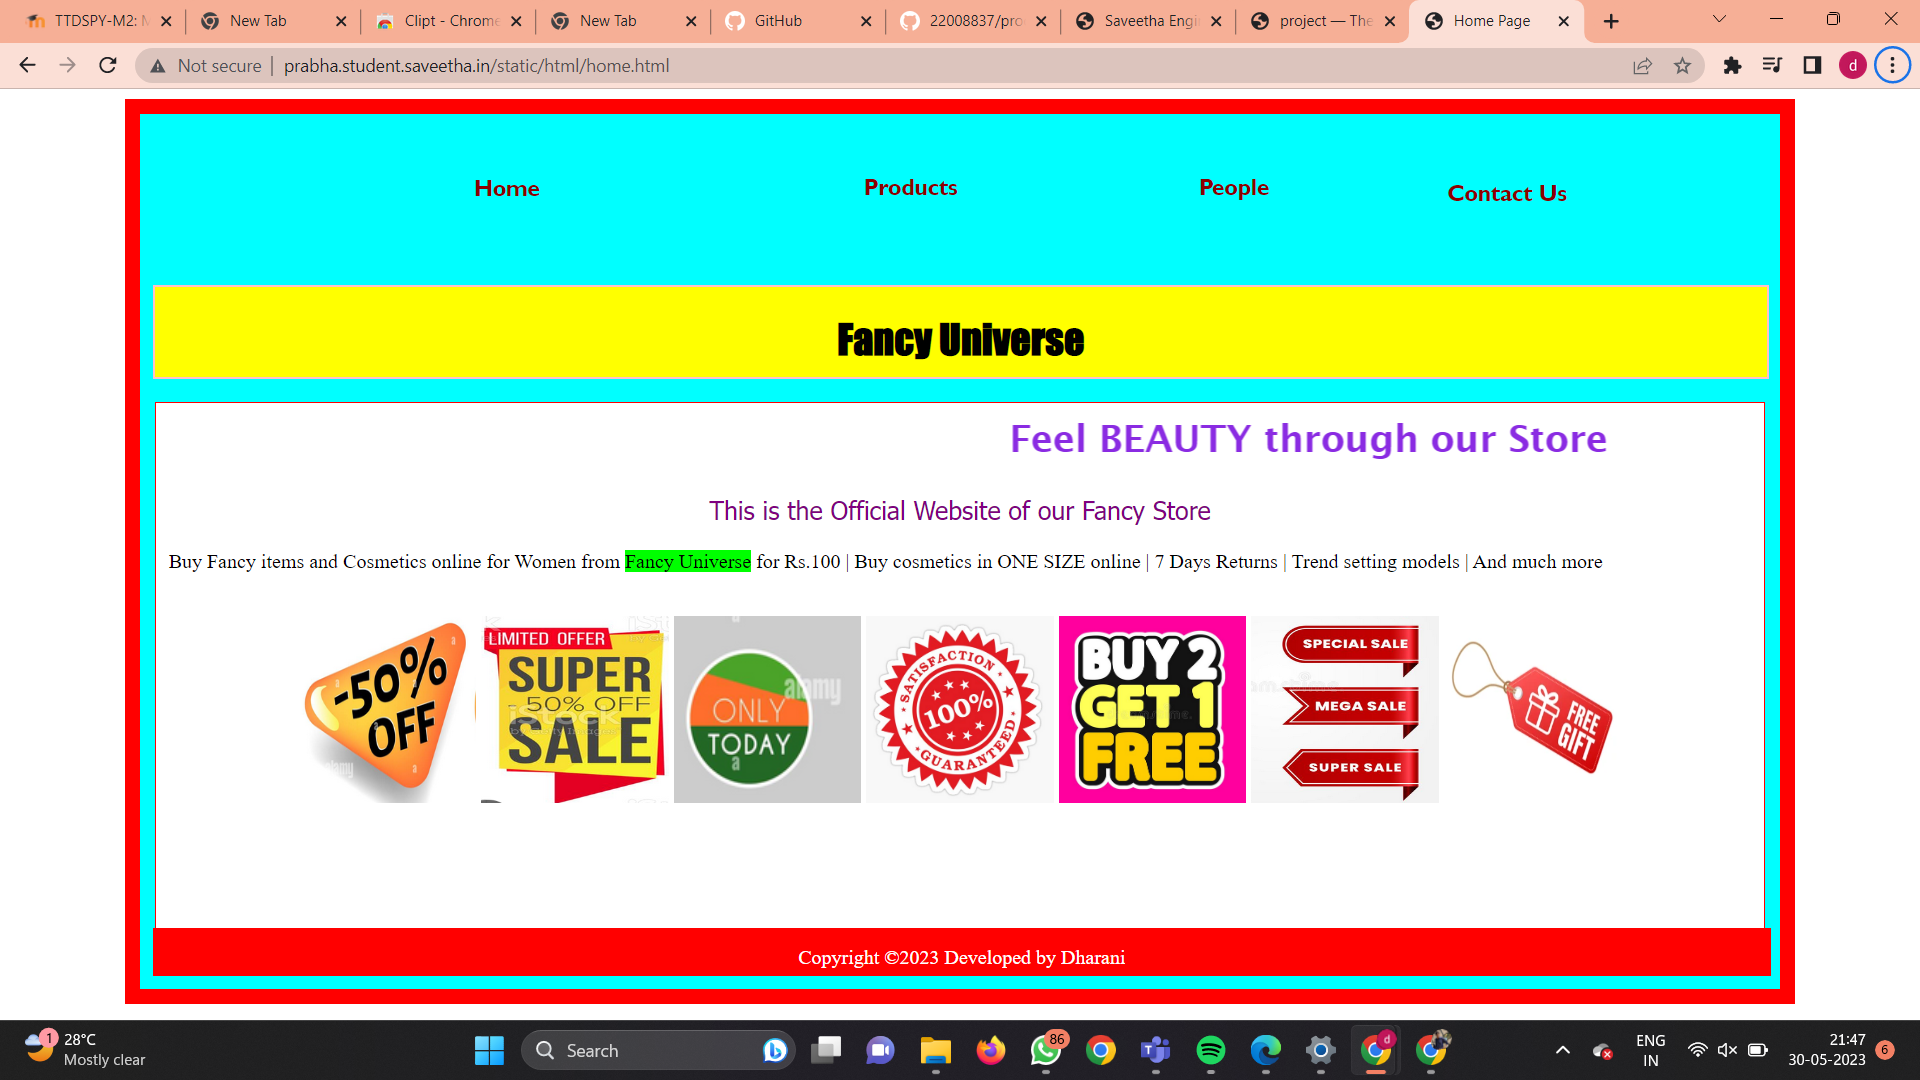 TTDSPY-M2: M
New Tab
Clipt - Chrome
New Tab
GitHub
22008837/pro
Saveetha Engi
project — The
Home Page
Not secure | prabha.student.saveetha.in/static/html/home.html
d
Home
Products
People
Contact Us
Fancy Universe
Feel BEAUTY through our Store
This is the Official Website of our Fancy Store
Buy Fancy items and Cosmetics online for Women from Fancy Universe for Rs.100 | Buy cosmetics in ONE SIZE online | 7 Days Returns | Trend setting models | And much more
-50%
OFF
alamy
LIMITED OFFER
SUPER
50% OFF
SALE
iStock
ONLY
TODAY
alamy
SATISFACTION
100%
GUARANTEED
BUY 2
GET 1
FREE
SPECIAL SALE
MEGA SALE
SUPER SALE
FREE
GIFT
Copyright ©2023 Developed by Dharani
1
28°C
Mostly clear
Search
86
d
ENG
IN
21:47
30-05-2023
6